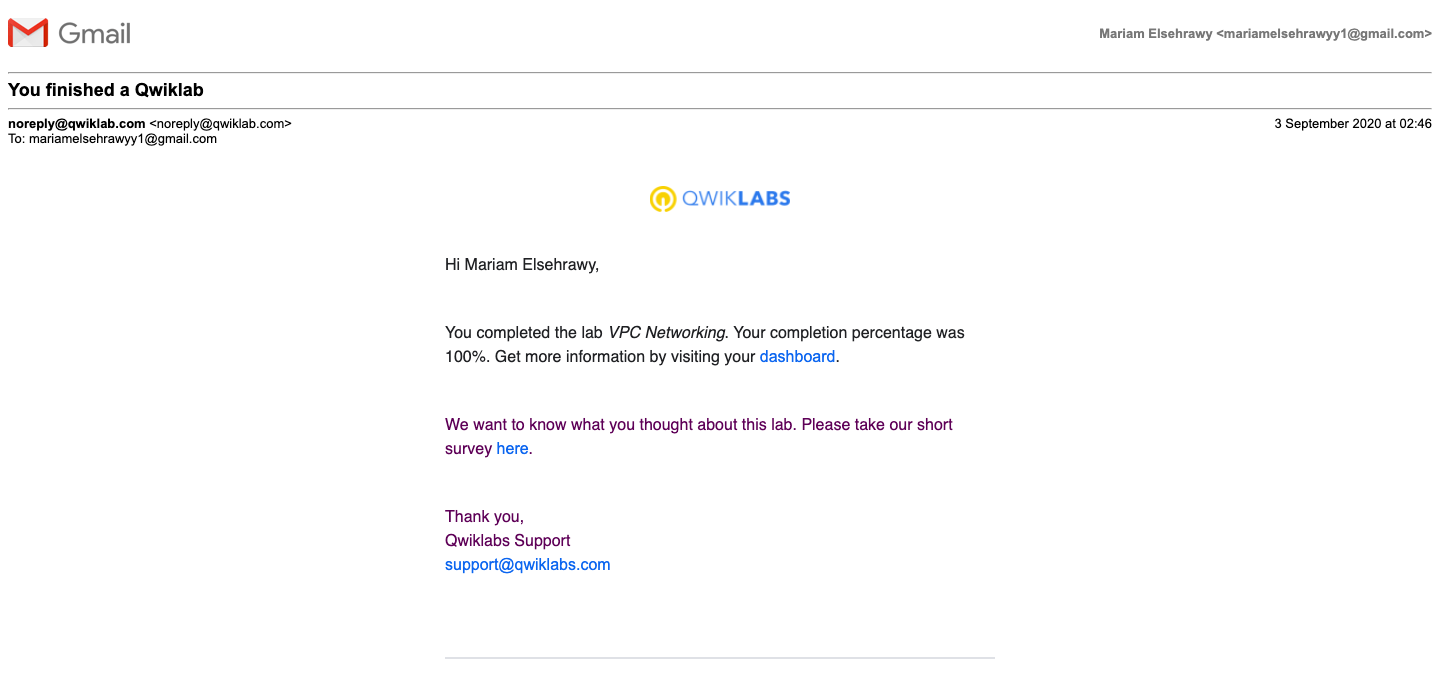 Gmail
Mariam Elsehrawy <mariamelsehrawyy1@gmail.com>
You finished a Qwiklab
noreply@qwiklab.com <noreply@qwiklab.com>
3 September 2020 at 02:46
To: mariamelsehrawyy1@gmail.com
QWIKLABS
Hi Mariam Elsehrawy,
You completed the lab VPC Networking. Your completion percentage was
100%. Get more information by visiting your dashboard.
We want to know what you thought about this lab. Please take our short
survey here.
Thank you,
Qwiklabs Support
support@qwiklabs.com